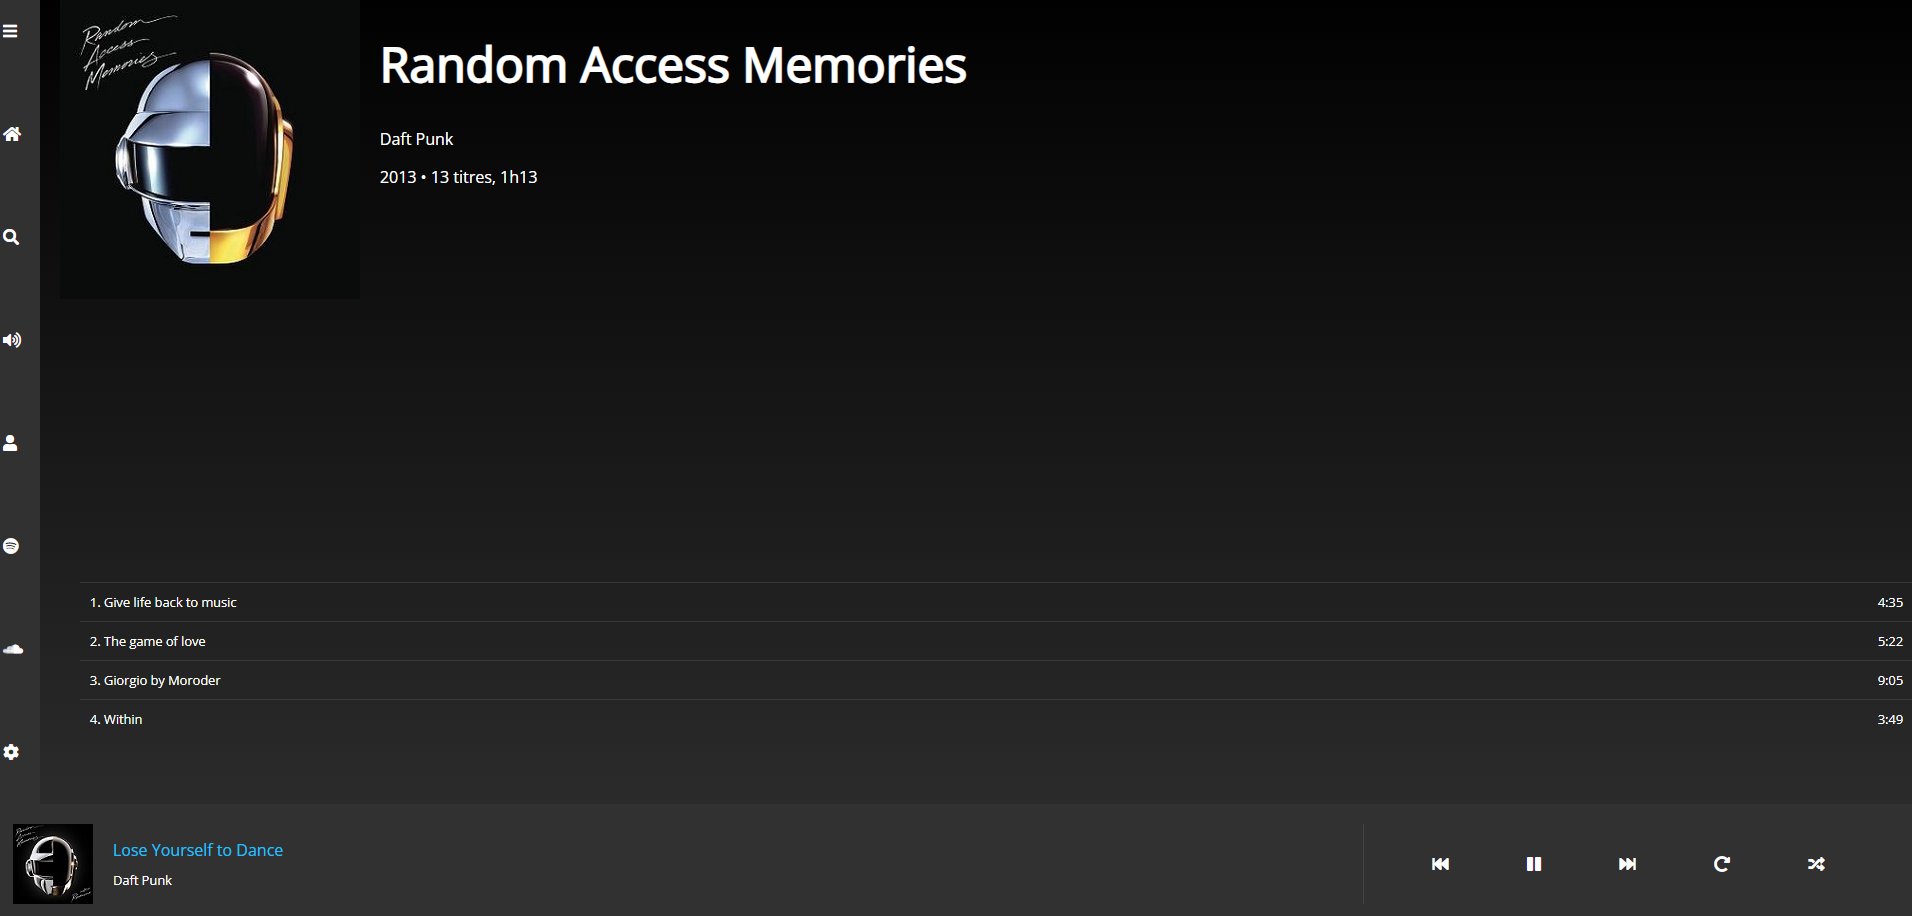 Random
Access
Memories
Random Access Memories
Daft Punk
2013 • 13 titres, 1h13
1. Give life back to music 4:35
2. The game of love 5:22
3. Giorgio by Moroder 9:05
4. Within 3:49
Lose Yourself to Dance
Daft Punk